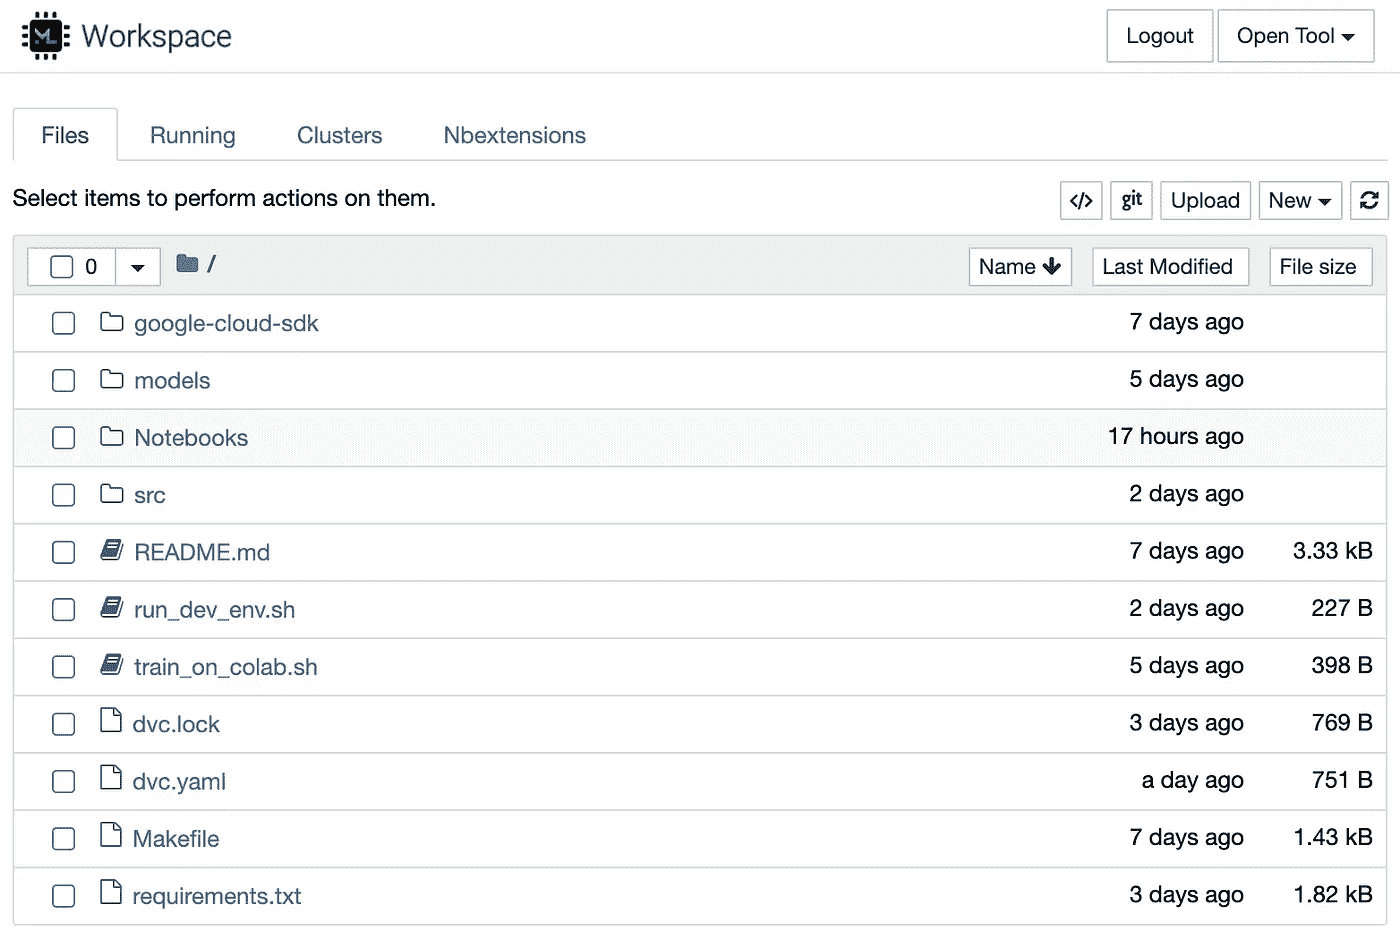 ML Workspace Logout Open Tool
Files Running Clusters Nbextensions
Select items to perform actions on them. </> git Upload New
0 / Name Last Modified File size
google-cloud-sdk 7 days ago
models 5 days ago
Notebooks 17 hours ago
src 2 days ago
README.md 7 days ago 3.33 kB
run_dev_env.sh 2 days ago 227 B
train_on_colab.sh 5 days ago 398 B
dvc.lock 3 days ago 769 B
dvc.yaml a day ago 751 B
Makefile 7 days ago 1.43 kB
requirements.txt 3 days ago 1.82 kB